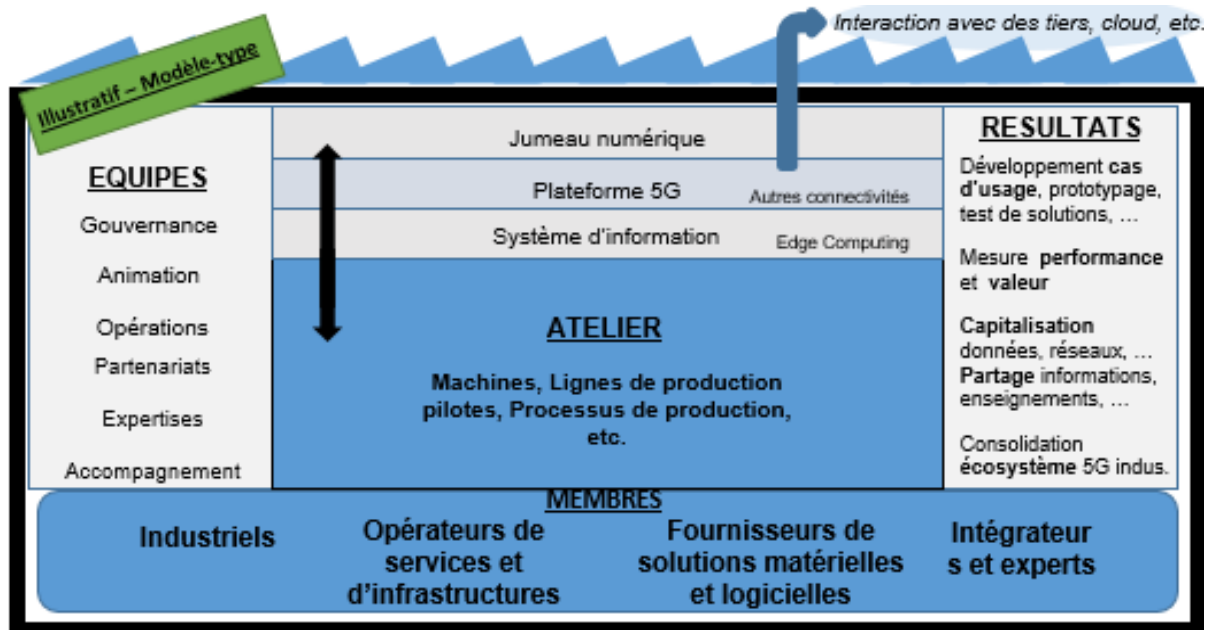 Interaction avec des tiers, cloud, etc.
Illustratif – Modèle-type
EQUIPES
Gouvernance
Animation
Opérations
Partenariats
Expertises
Accompagnement
Jumeau numérique
Plateforme 5G
Autres connectivités
Système d'information
Edge Computing
ATELIER
Machines, Lignes de production
pilotes, Processus de production,
etc.
RESULTATS
Développement cas
d'usage, prototypage,
test de solutions, ...
Mesure performance
et valeur
Capitalisation
données, réseaux, ...
Partage informations,
enseignements, ...
Consolidation
écosystème 5G indus.
MEMBRES
Industriels
Opérateurs de
services et
d'infrastructures
Fournisseurs de
solutions matérielles
et logicielles
Intégrateur
s et experts